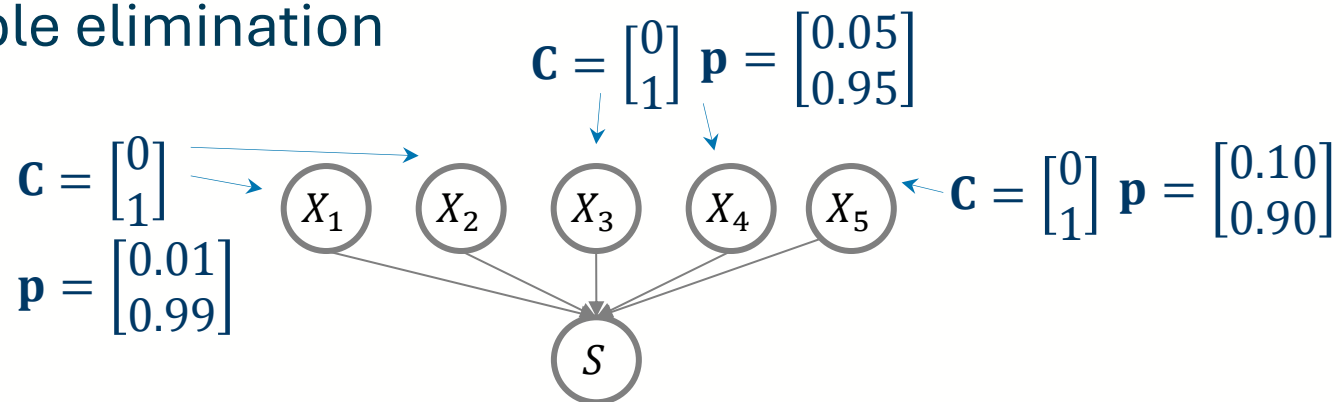 ple elimination
C = [0 1] p = [0.05 0.95]
C = [0 1]
p = [0.01 0.99]
X₁ X₂ X₃ X₄ X₅
C = [0 1] p = [0.10 0.90]
S